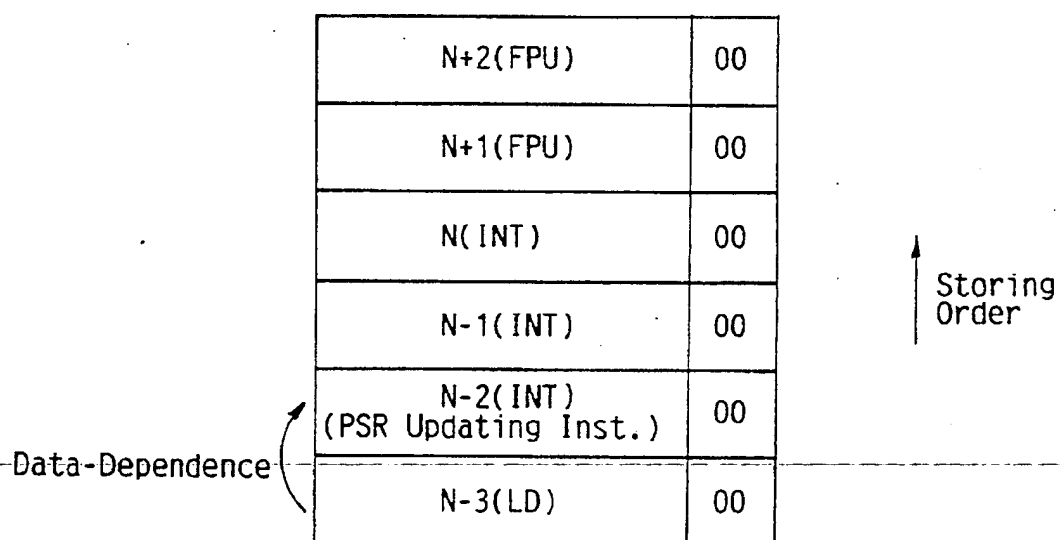 N+2(FPU) 00
N+1(FPU) 00
N(INT) 00
Storing
Order
N-1(INT) 00
N-2(INT)
(PSR Updating Inst.) 00
Data-Dependence
N-3(LD) 00